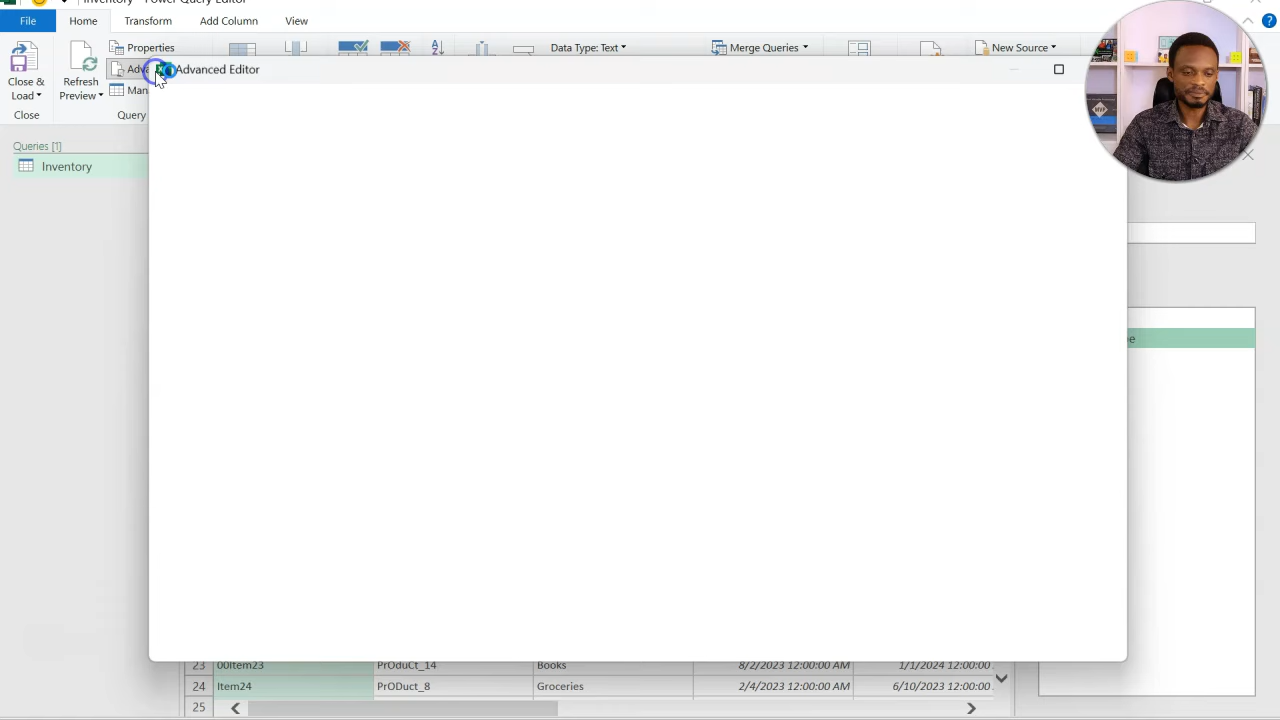 Inventory - Power Query Editor
File
Home
Transform
Add Column
View
Close &
Load
Close
Refresh
Preview
Properties
Query
Data Type: Text
Merge Queries
New Source
Advanced Editor
Queries [1]
Inventory
23 00Item23 PrOduCt_14 Books 8/2/2023 12:00:00 AM 1/1/2024 12:00:00
24 Item24 PrODuct_8 Groceries 2/4/2023 12:00:00 AM 6/10/2023 12:00:00
25